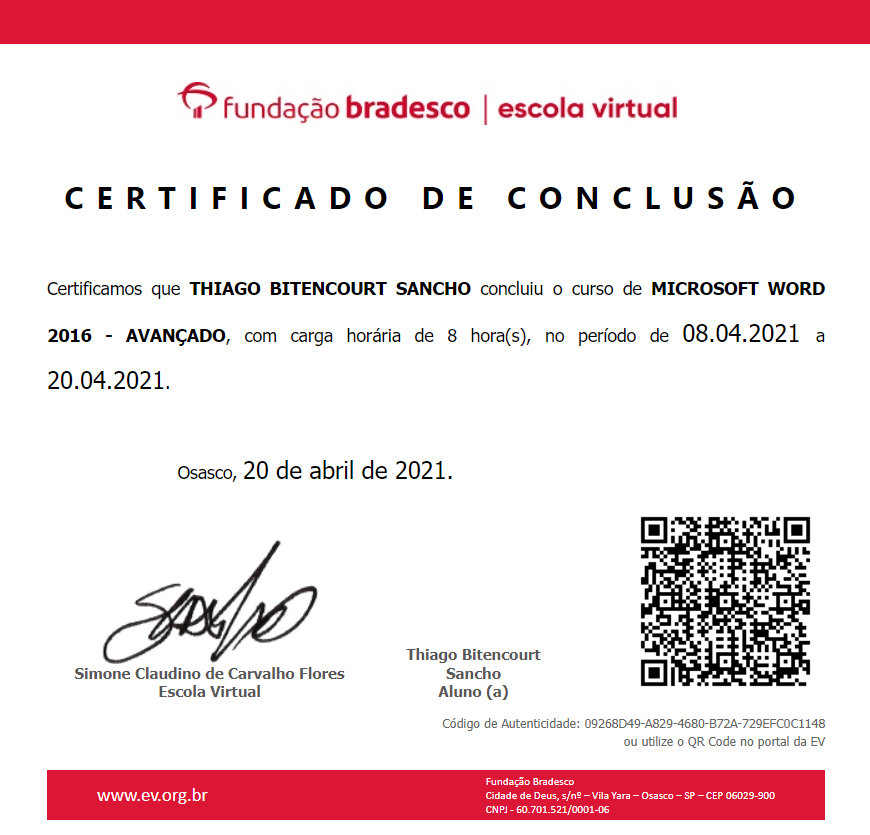 fundação bradesco | escola virtual
CERTIFICADO DE CONCLUSÃO
Certificamos que THIAGO BITENCOURT SANCHO concluiu o curso de MICROSOFT WORD
2016 - AVANÇADO, com carga horária de 8 hora(s), no período de 08.04.2021 a
20.04.2021.
Osasco, 20 de abril de 2021.
Simone Claudino de Carvalho Flores
Escola Virtual
Thiago Bitencourt
Sancho
Aluno (a)
Código de Autenticidade: 09268D49-A829-4680-B72A-729EFC0C1148
ou utilize o QR Code no portal da EV
www.ev.org.br
Fundação Bradesco
Cidade de Deus, s/nº – Vila Yara – Osasco – SP – CEP 06029-900
CNPJ - 60.701.521/0001-06